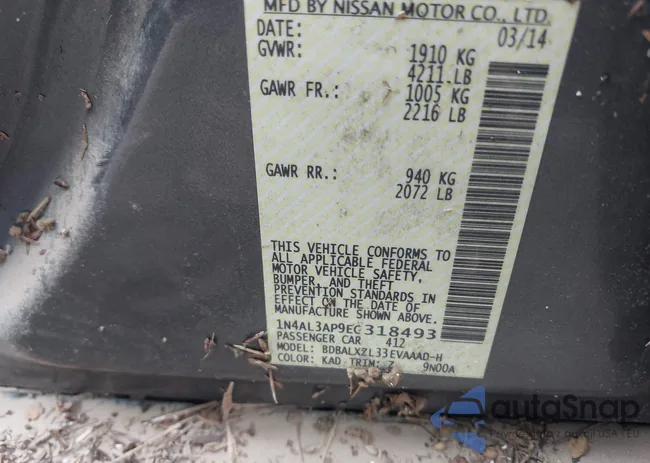 MFD BY NISSAN MOTOR CO., LTD.
DATE: 03/14
GVWR: 1910 KG
4211 LB
GAWR FR.: 1005 KG
2216 LB
GAWR RR.: 940 KG
2072 LB
THIS VEHICLE CONFORMS TO
ALL APPLICABLE FEDERAL
MOTOR VEHICLE SAFETY,
BUMPER, AND THEFT
PREVENTION STANDARDS IN
EFFECT ON THE DATE OF
MANUFACTURE SHOWN ABOVE.
1N4AL3AP9EC318493
PASSENGER CAR 412
MODEL: BDBALXZL33EVAAAD-H
COLOR: KAD TRIM: Z 9N00A
autoSnap